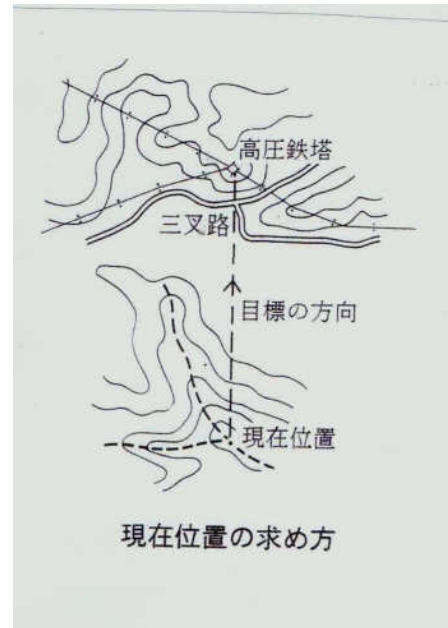 高圧鉄塔
三叉路
目標の方向
現在位置
現在位置の求め方